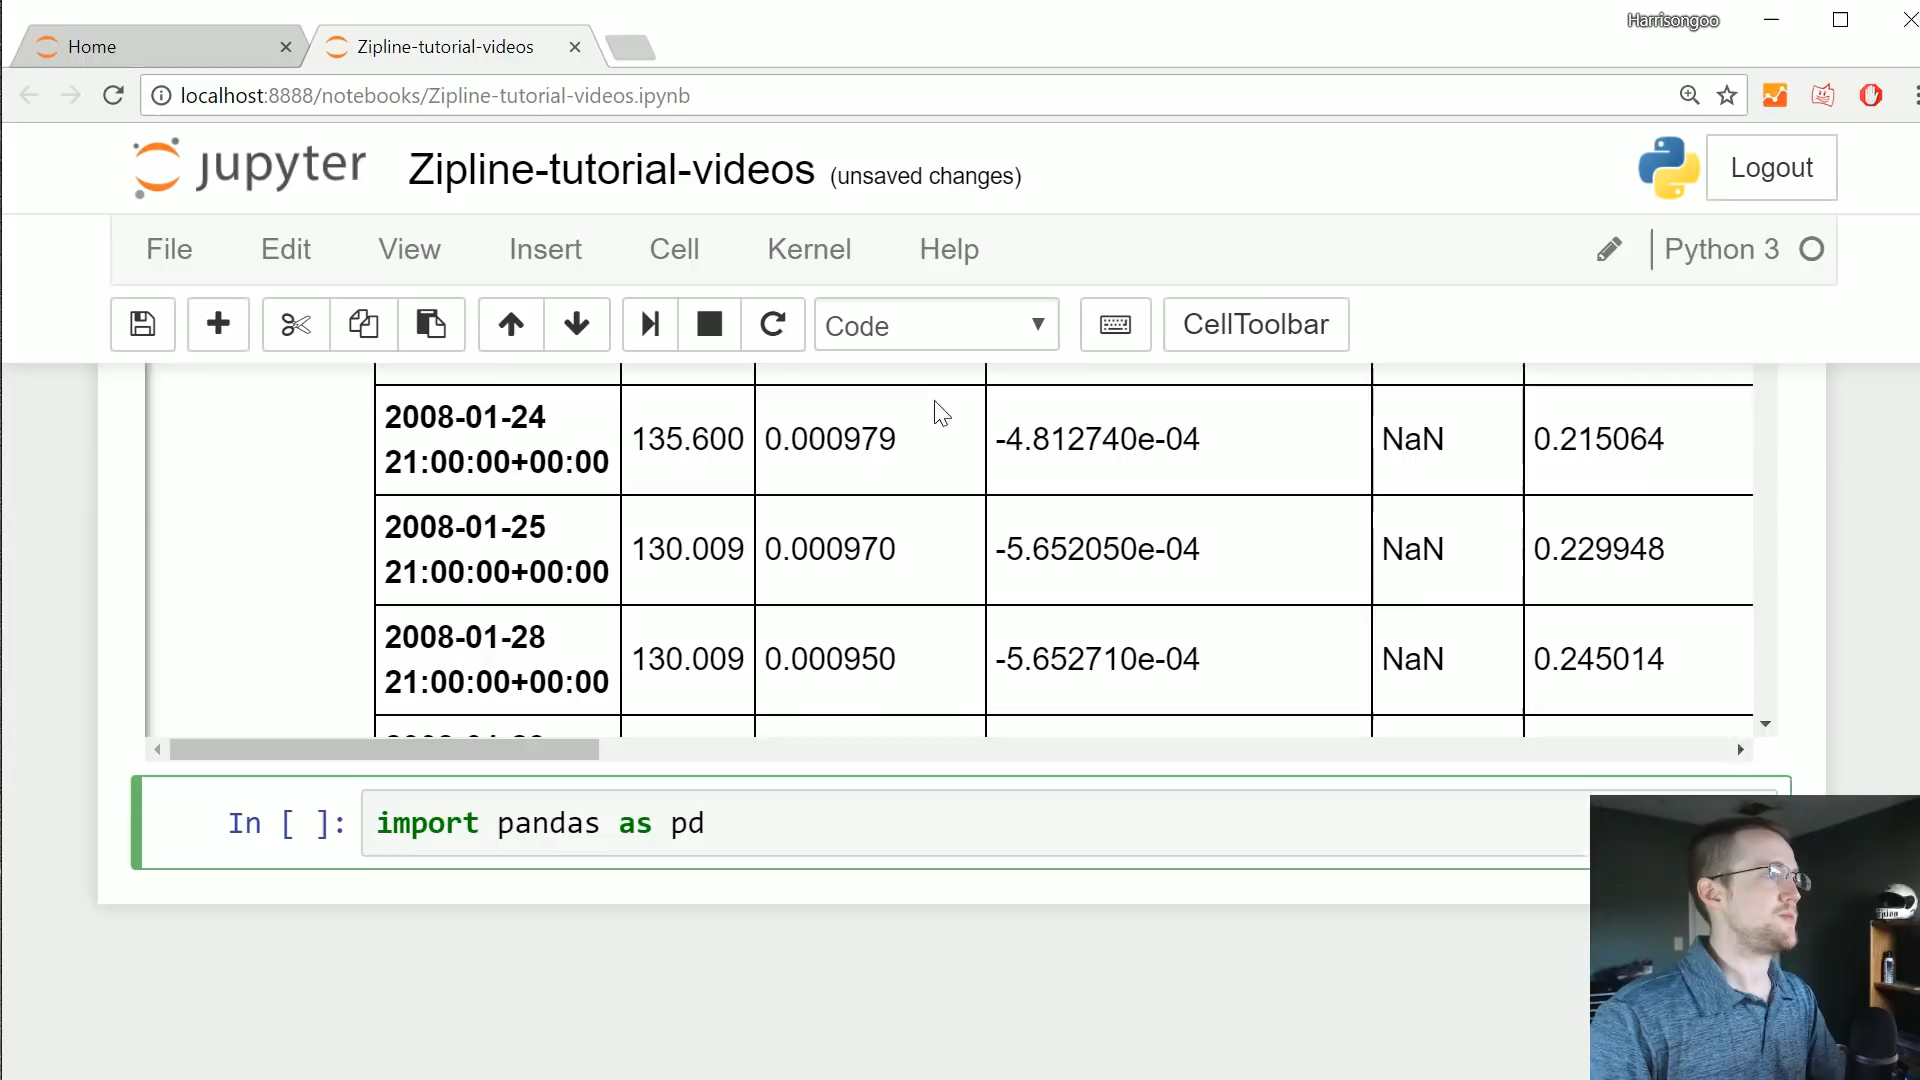 Harrisongoo
Home
Zipline-tutorial-videos
localhost:8888/notebooks/Zipline-tutorial-videos.ipynb
jupyter Zipline-tutorial-videos (unsaved changes)
Logout
File Edit View Insert Cell Kernel Help
Python 3
Code
CellToolbar
2008-01-24
21:00:00+00:00 135.600 0.000979 -4.812740e-04 NaN 0.215064
2008-01-25
21:00:00+00:00 130.009 0.000970 -5.652050e-04 NaN 0.229948
2008-01-28
21:00:00+00:00 130.009 0.000950 -5.652710e-04 NaN 0.245014
In [ ]: import pandas as pd